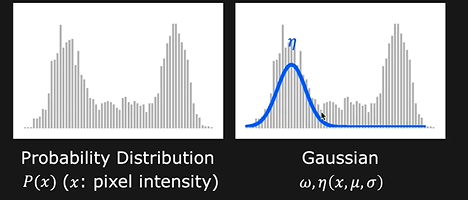 η
Probability Distribution
P(x) (x: pixel intensity)
Gaussian
ω, η(x, μ, σ)